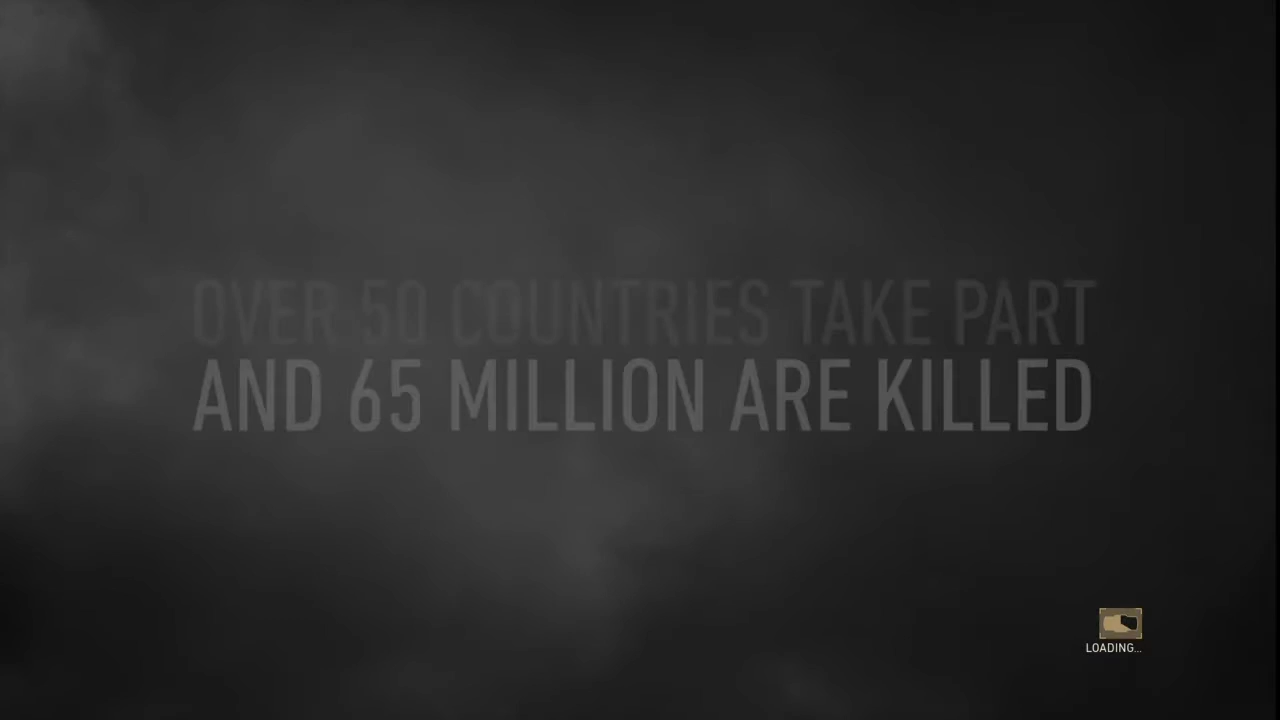 OVER 50 COUNTRIES TAKE PART
AND 65 MILLION ARE KILLED
LOADING...